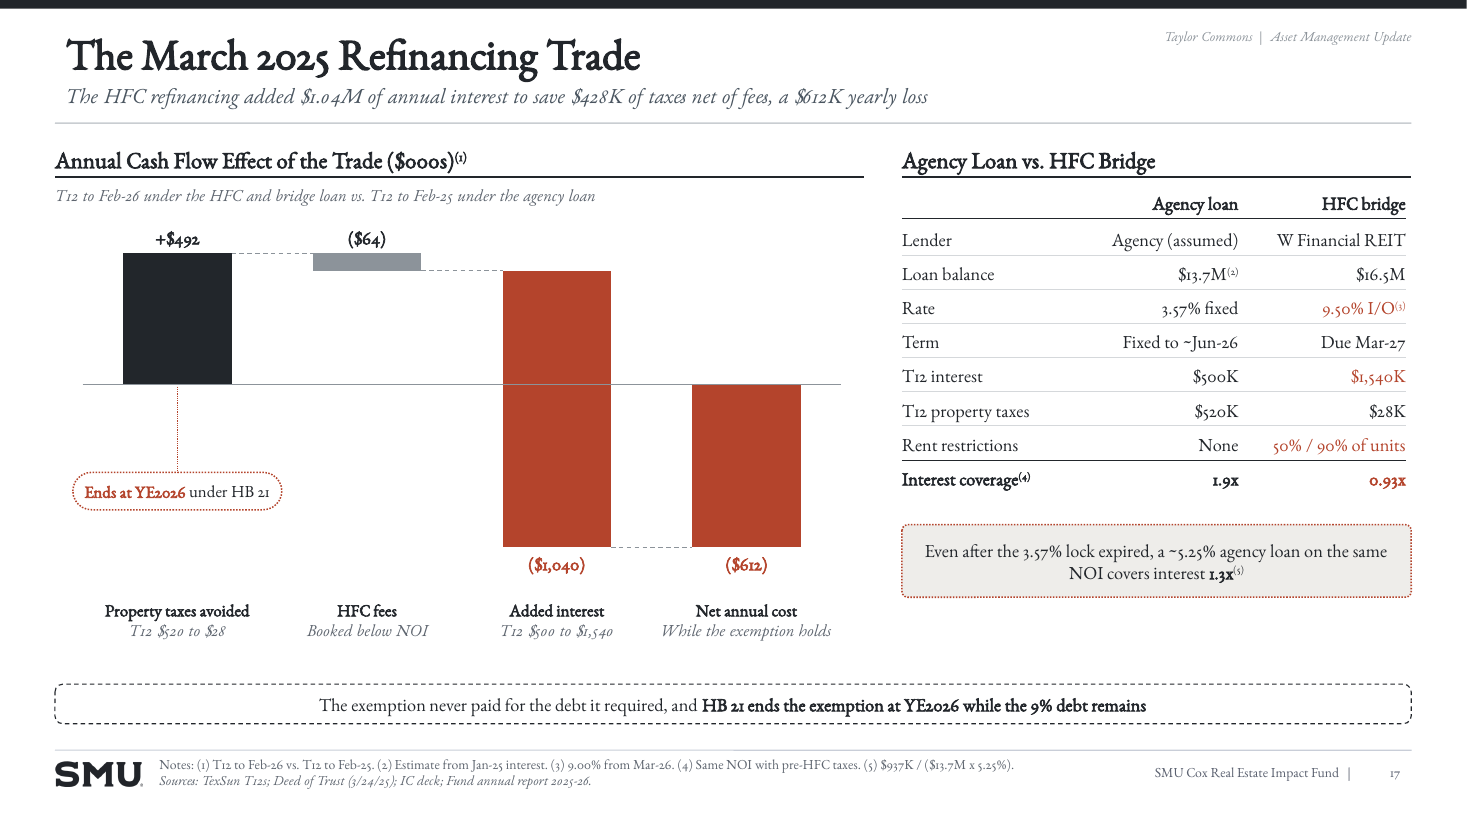 Taylor Commons | Asset Management Update
The March 2025 Refinancing Trade
The HFC refinancing added $1.04M of annual interest to save $428K of taxes net of fees, a $612K yearly loss
Annual Cash Flow Effect of the Trade ($000s)(1)
T12 to Feb-26 under the HFC and bridge loan vs. T12 to Feb-25 under the agency loan
+$492
($64)
Ends at YE2026 under HB 21
($1,040)
($612)
Property taxes avoided
T12 $520 to $28
HFC fees
Booked below NOI
Added interest
T12 $500 to $1,540
Net annual cost
While the exemption holds
Agency Loan vs. HFC Bridge
Agency loan HFC bridge
Lender Agency (assumed) W Financial REIT
Loan balance $13.7M(2) $16.5M
Rate 3.57% fixed 9.50% I/O(3)
Term Fixed to ~Jun-26 Due Mar-27
T12 interest $500K $1,540K
T12 property taxes $520K $28K
Rent restrictions None 50% / 90% of units
Interest coverage(4) 1.9x 0.93x
Even after the 3.57% lock expired, a ~5.25% agency loan on the same
NOI covers interest 1.3x(5)
The exemption never paid for the debt it required, and HB 21 ends the exemption at YE2026 while the 9% debt remains
SMU
Notes: (1) T12 to Feb-26 vs. T12 to Feb-25. (2) Estimate from Jan-25 interest. (3) 9.00% from Mar-26. (4) Same NOI with pre-HFC taxes. (5) $937K / ($13.7M x 5.25%).
Sources: TexSun T12s; Deed of Trust (3/24/25); IC deck; Fund annual report 2025-26.
SMU Cox Real Estate Impact Fund | 17